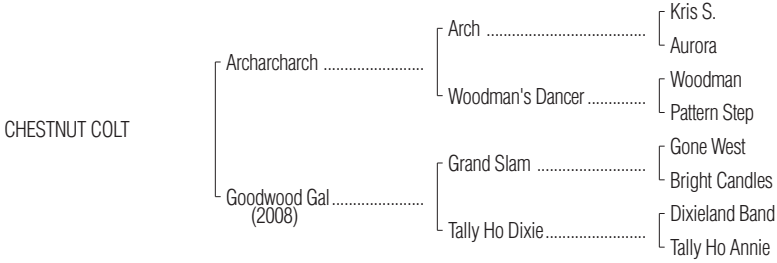 Kris S.
Arch ......................................
Aurora
Archarcharch ........................
Woodman
Woodman's Dancer ..............
Pattern Step
CHESTNUT COLT
Gone West
Grand Slam ..........................
Bright Candles
Goodwood Gal......................
(2008)
Dixieland Band
Tally Ho Dixie........................
Tally Ho Annie